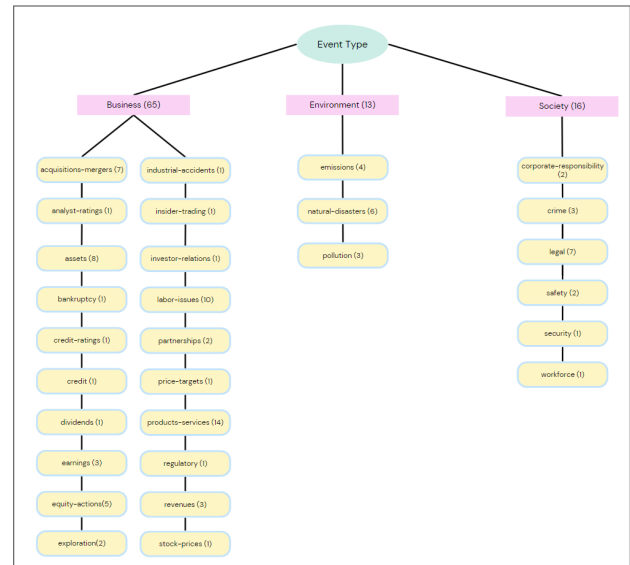 Event Type
Business (65)
Environment (13)
Society (16)
acquisitions-mergers (7)
analyst-ratings (1)
assets (8)
bankruptcy (1)
credit-ratings (1)
credit (1)
dividends (1)
earnings (3)
equity-actions(5)
exploration(2)
industrial-accidents (1)
insider-trading (1)
investor-relations (1)
labor-issues (10)
partnerships (2)
price-targets (1)
products-services (14)
regulatory (1)
revenues (3)
stock-prices (1)
emissions (4)
natural-disasters (6)
pollution (3)
corporate-responsibility
(2)
crime (3)
legal (7)
safety (2)
security (1)
workforce (1)